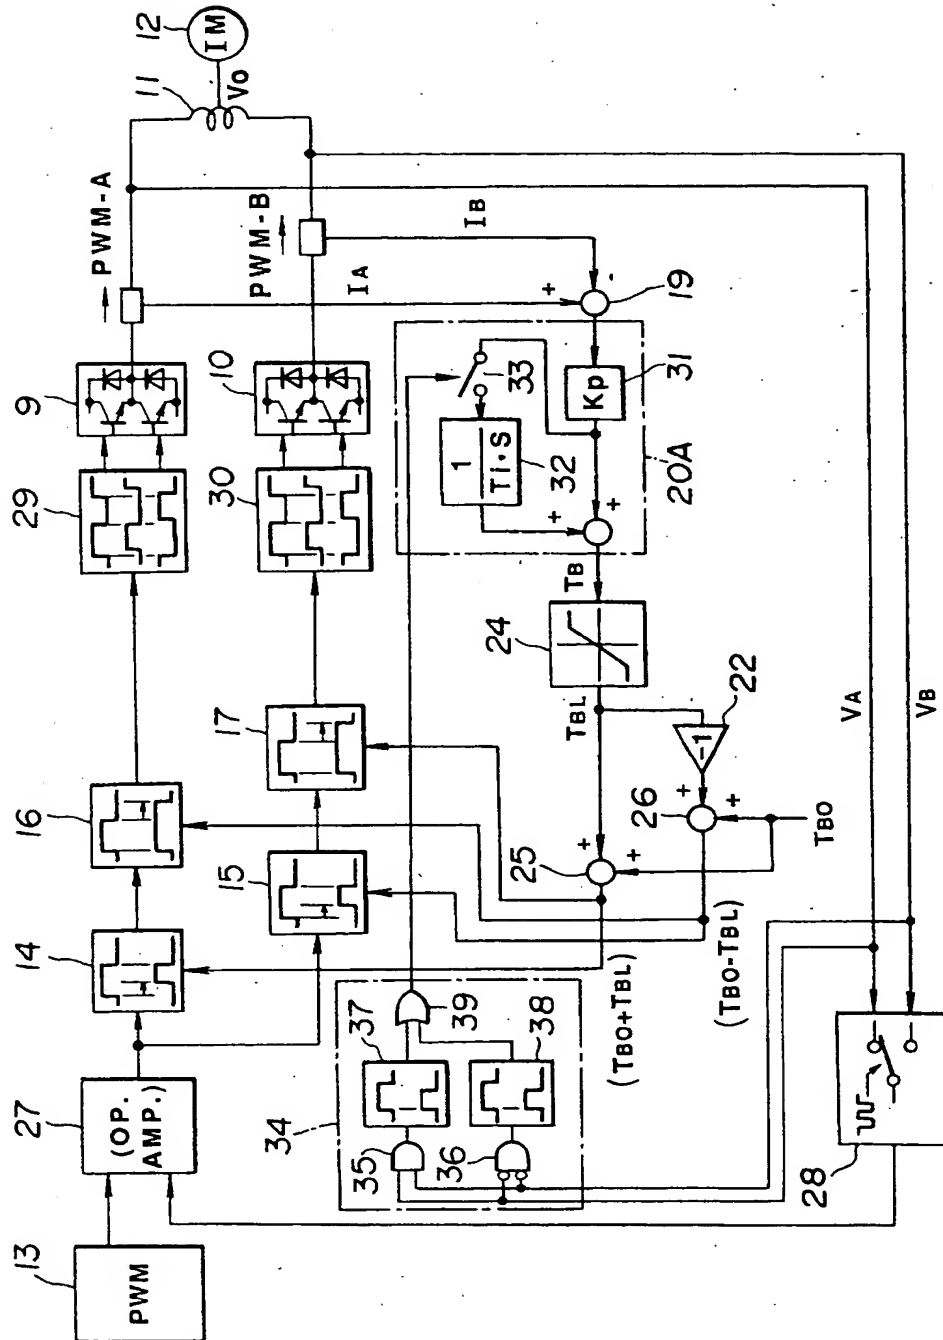 12
IM
11
Vo
PWM-A
PWM-B
IB
IA
+
-
19
9
10
33
Kp
31
1
Ti·S
32
20A
+
+
29
30
TB
24
TBL
22
-1
17
16
15
14
+
25
+
+
26
+
TBO
VA
VB
(TBO+TBL)
(TBO-TBL)
39
37
38
34
35
36
27
(OP. AMP.)
28
13
PWM